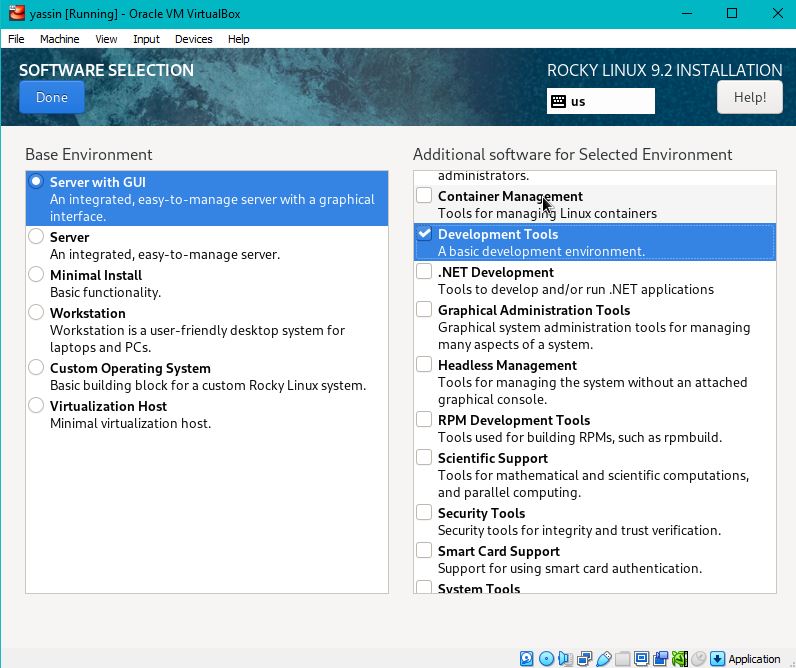 yassin [Running] - Oracle VM VirtualBox
File Machine View Input Devices Help
SOFTWARE SELECTION
ROCKY LINUX 9.2 INSTALLATION
Done
us
Help!
Base Environment
Server with GUI
An integrated, easy-to-manage server with a graphical
interface.
Server
An integrated, easy-to-manage server.
Minimal Install
Basic functionality.
Workstation
Workstation is a user-friendly desktop system for
laptops and PCs.
Custom Operating System
Basic building block for a custom Rocky Linux system.
Virtualization Host
Minimal virtualization host.
Additional software for Selected Environment
administrators.
Container Management
Tools for managing Linux containers
Development Tools
A basic development environment.
.NET Development
Tools to develop and/or run .NET applications
Graphical Administration Tools
Graphical system administration tools for managing
many aspects of a system.
Headless Management
Tools for managing the system without an attached
graphical console.
RPM Development Tools
Tools used for building RPMs, such as rpmbuild.
Scientific Support
Tools for mathematical and scientific computations,
and parallel computing.
Security Tools
Security tools for integrity and trust verification.
Smart Card Support
Support for using smart card authentication.
System Tools
Application